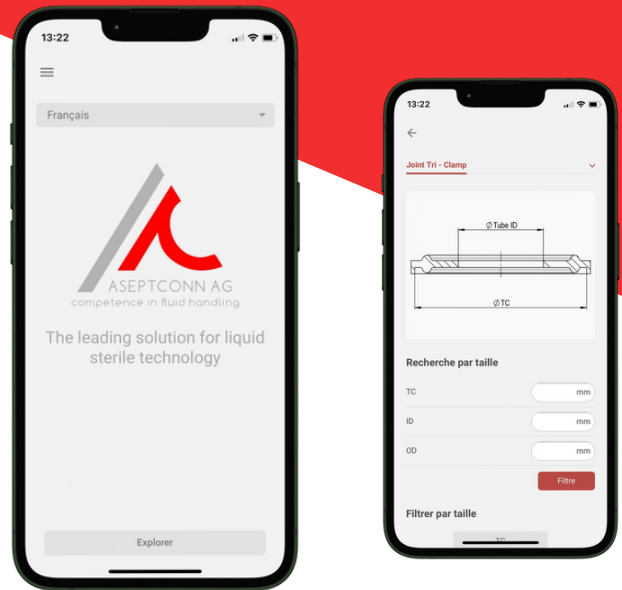 13:22
Français
ASEPTCONN AG
competence in fluid handling
The leading solution for liquid
sterile technology
Explorer
13:22
Joint Tri - Clamp
Ø Tube ID
Ø TC
Recherche par taille
TC
mm
ID
mm
OD
mm
Filtre
Filtrer par taille
TC